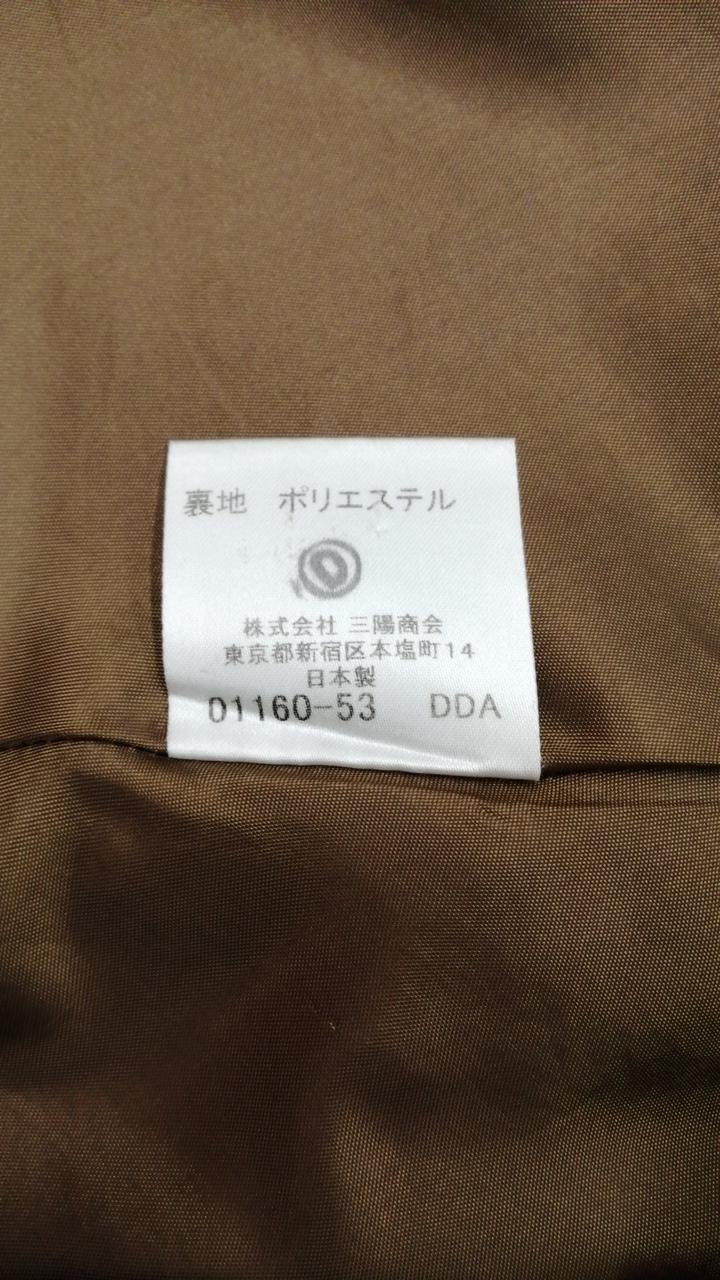 裏地　ポリエステル
株式会社 三陽商会
東京都新宿区本塩町14
日本製
01160-53　DDA